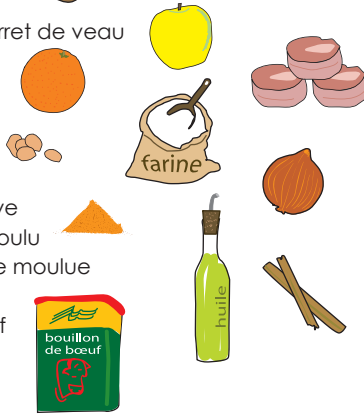 rret de veau
farine
ve
oulu
e moulue
huile
f
bouillon
de bœuf